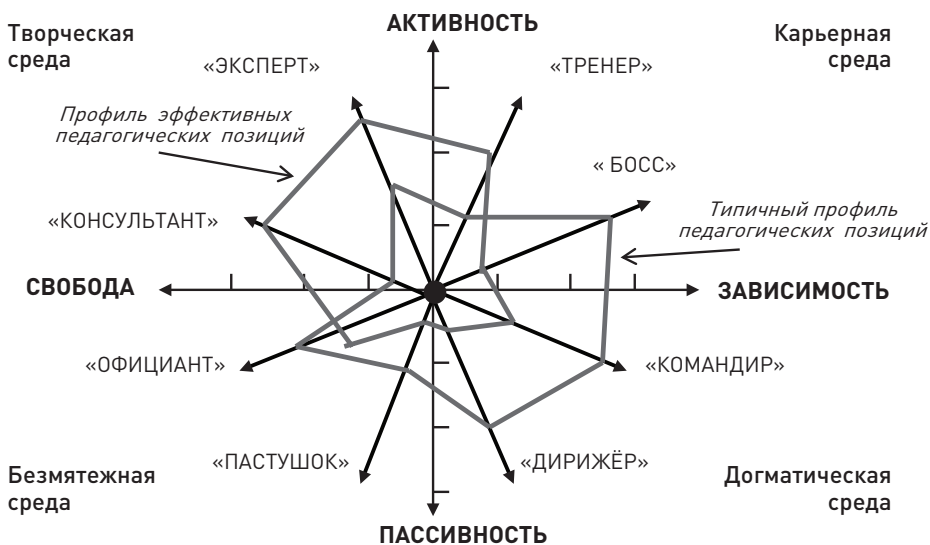 АКТИВНОСТЬ
Творческая
среда
Карьерная
среда
«ЭКСПЕРТ»
«ТРЕНЕР»
Профиль эффективных
педагогических позиций
« БОСС»
«КОНСУЛЬТАНТ»
Типичный профиль
педагогических позиций
СВОБОДА
ЗАВИСИМОСТЬ
«ОФИЦИАНТ»
«КОМАНДИР»
«ПАСТУШОК»
«ДИРИЖЁР»
Безмятежная
среда
Догматическая
среда
ПАССИВНОСТЬ